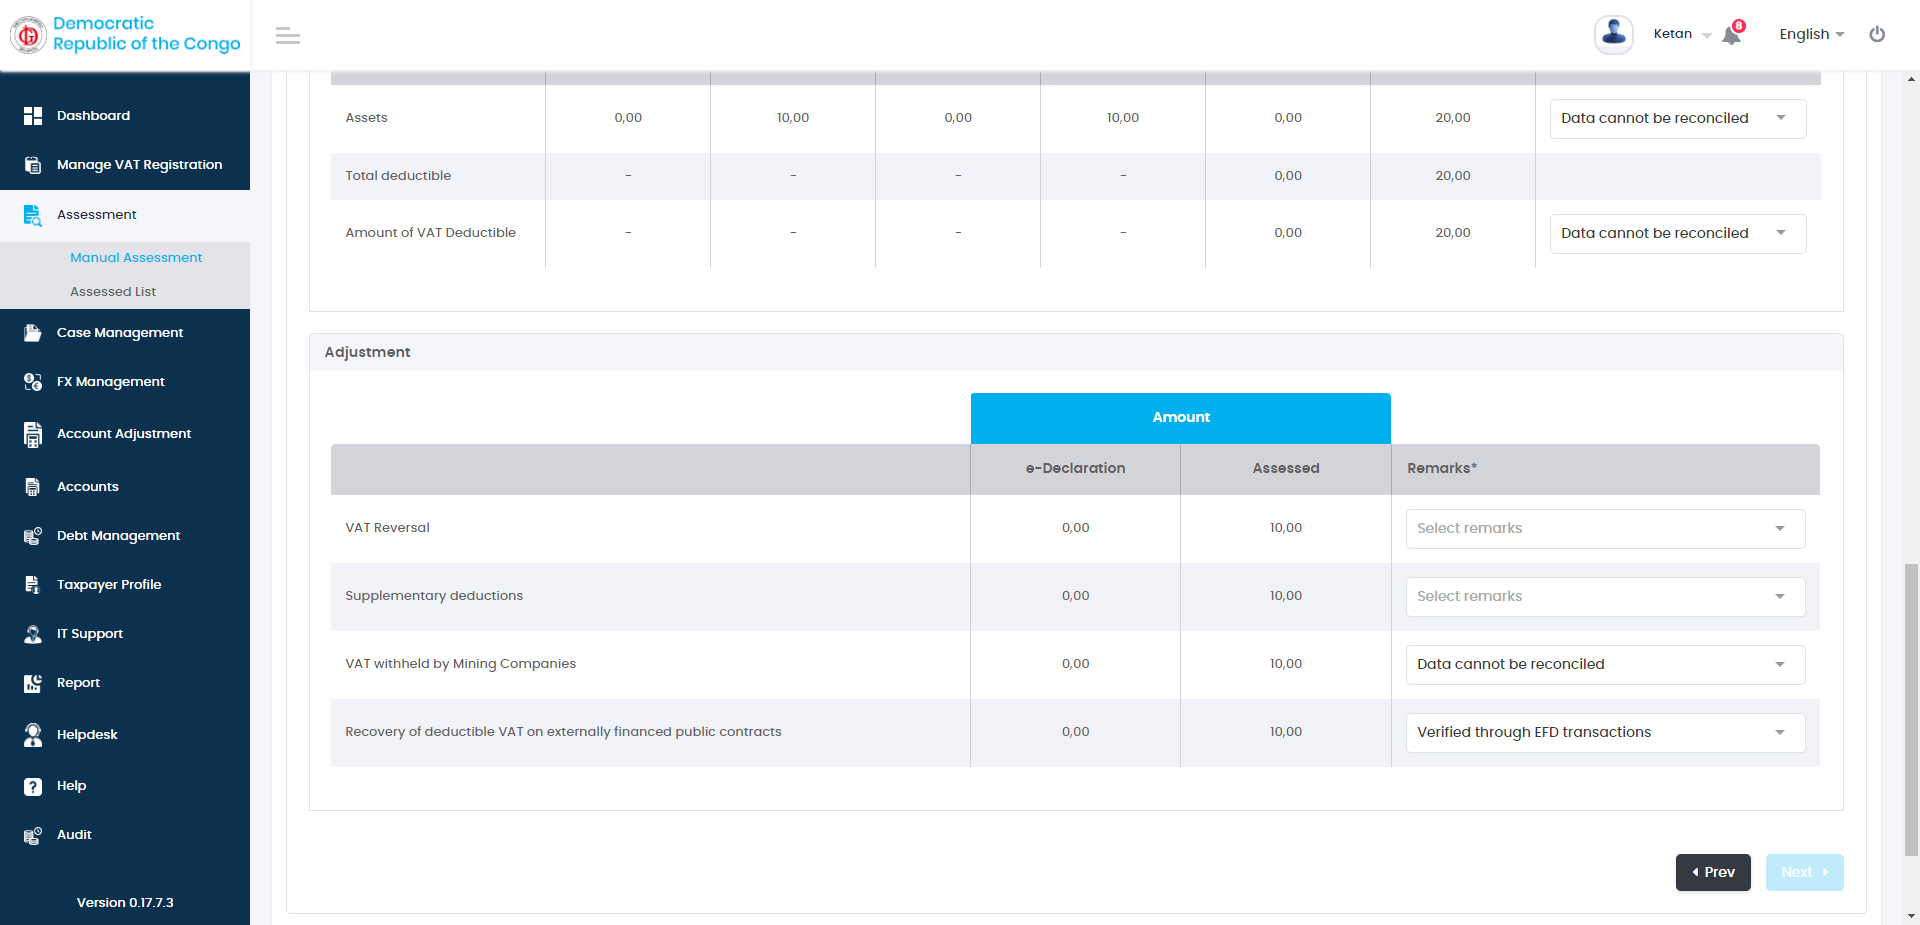 Democratic
Republic of the Congo
Ketan
8
English
Dashboard
Manage VAT Registration
Assessment
Manual Assessment
Assessed List
Case Management
FX Management
Account Adjustment
Accounts
Debt Management
Taxpayer Profile
IT Support
Report
Helpdesk
Help
Audit
Version 0.17.7.3
Assets 0,00 10,00 0,00 10,00 0,00 20,00 Data cannot be reconciled
Total deductible - - - - 0,00 20,00
Amount of VAT Deductible - - - - 0,00 20,00 Data cannot be reconciled
Adjustment
Amount
e-Declaration Assessed Remarks*
VAT Reversal 0,00 10,00 Select remarks
Supplementary deductions 0,00 10,00 Select remarks
VAT withheld by Mining Companies 0,00 10,00 Data cannot be reconciled
Recovery of deductible VAT on externally financed public contracts 0,00 10,00 Verified through EFD transactions
Prev Next